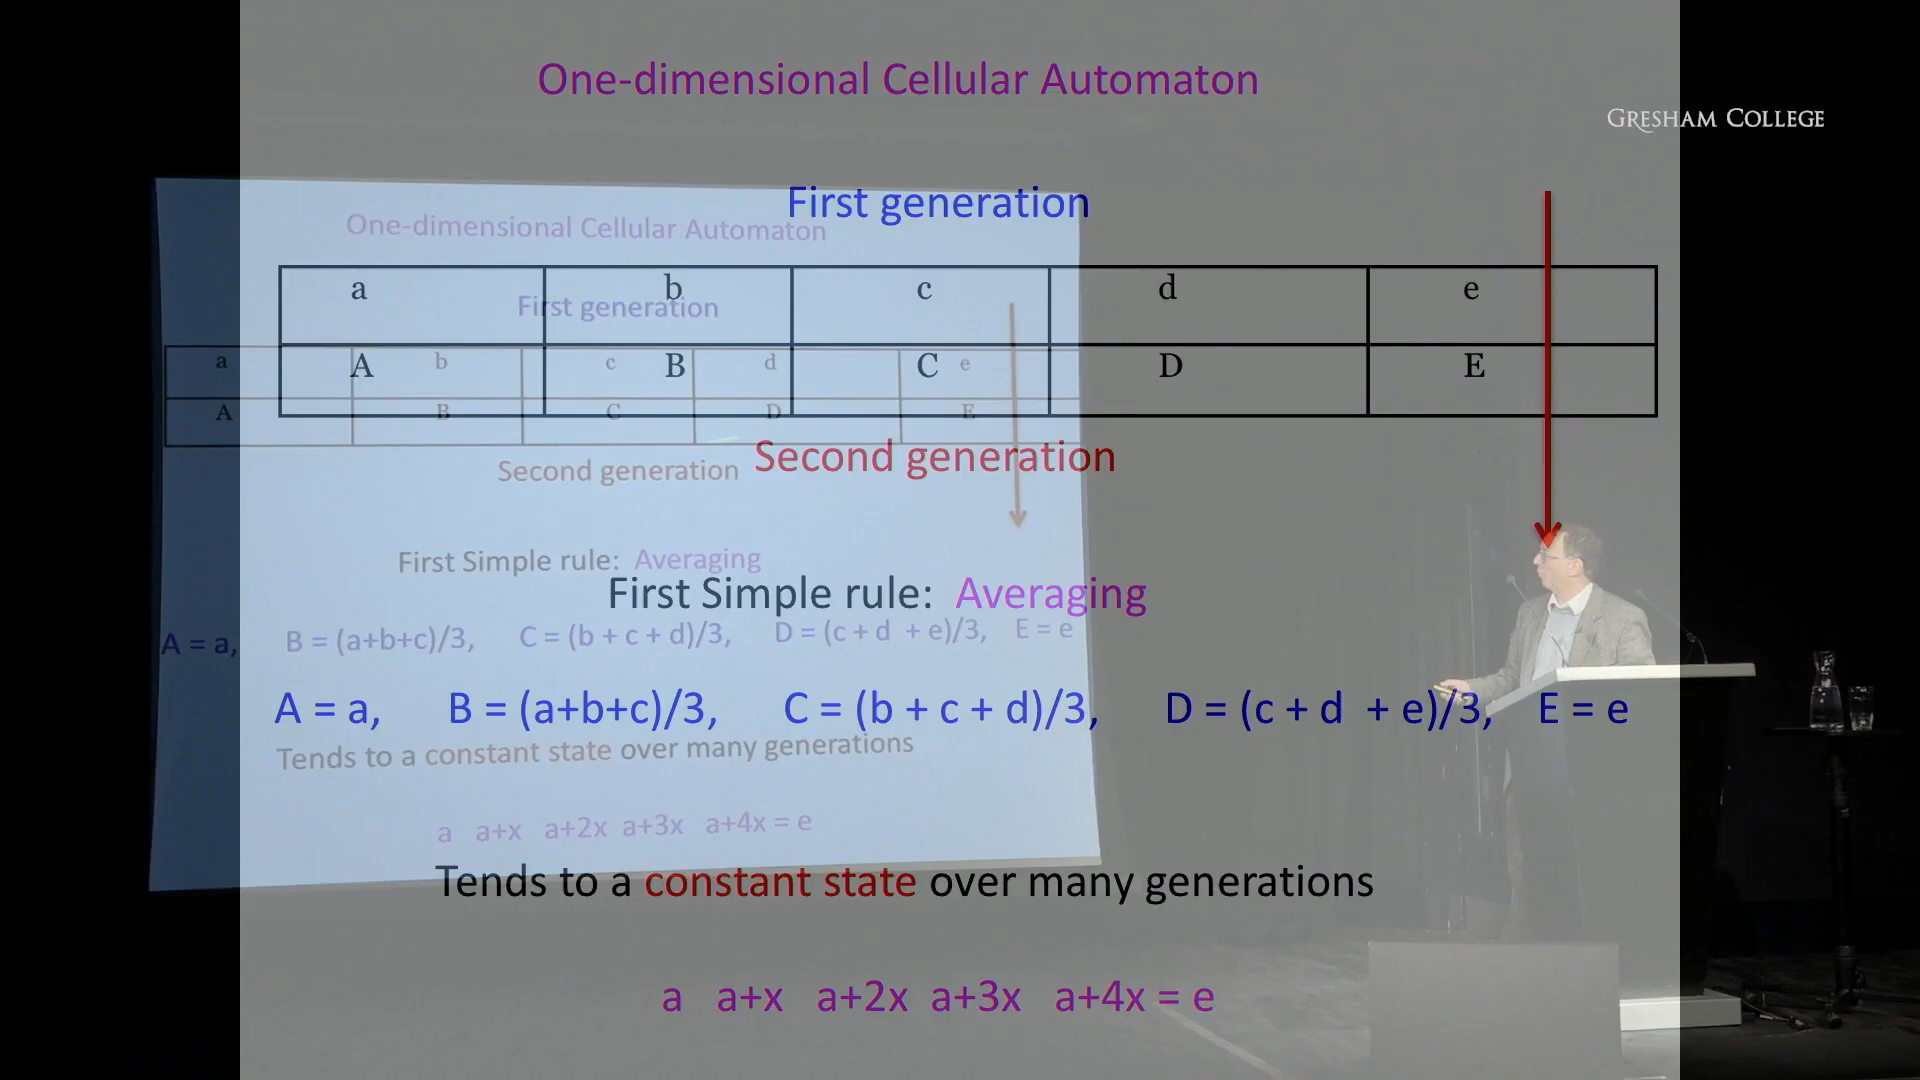 One-dimensional Cellular Automaton
GRESHAM COLLEGE
First generation
a b c d e
A B C D E
Second generation
First Simple rule: Averaging
A = a, B = (a+b+c)/3, C = (b + c + d)/3, D = (c + d + e)/3, E = e
Tends to a constant state over many generations
a a+x a+2x a+3x a+4x = e
One-dimensional Cellular Automaton
First generation
a b c d e
A B C D E
Second generation
First Simple rule: Averaging
A = a, B = (a+b+c)/3, C = (b + c + d)/3, D = (c + d + e)/3, E = e
Tends to a constant state over many generations
a a+x a+2x a+3x a+4x = e